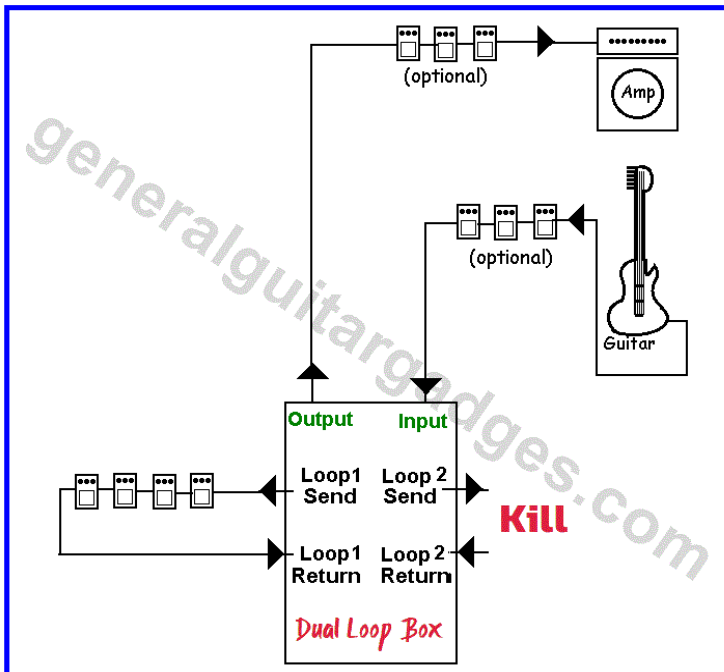 (optional)
Amp
(optional)
Guitar
generalguitargadges.com
Output Input
Loop1 Send
Loop 2 Send
Kill
Loop1 Return
Loop 2 Return
Dual Loop Box